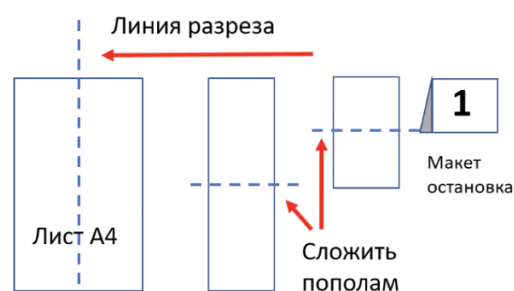 Линия разреза
1
Макет
остановка
Лист А4
Сложить
пополам